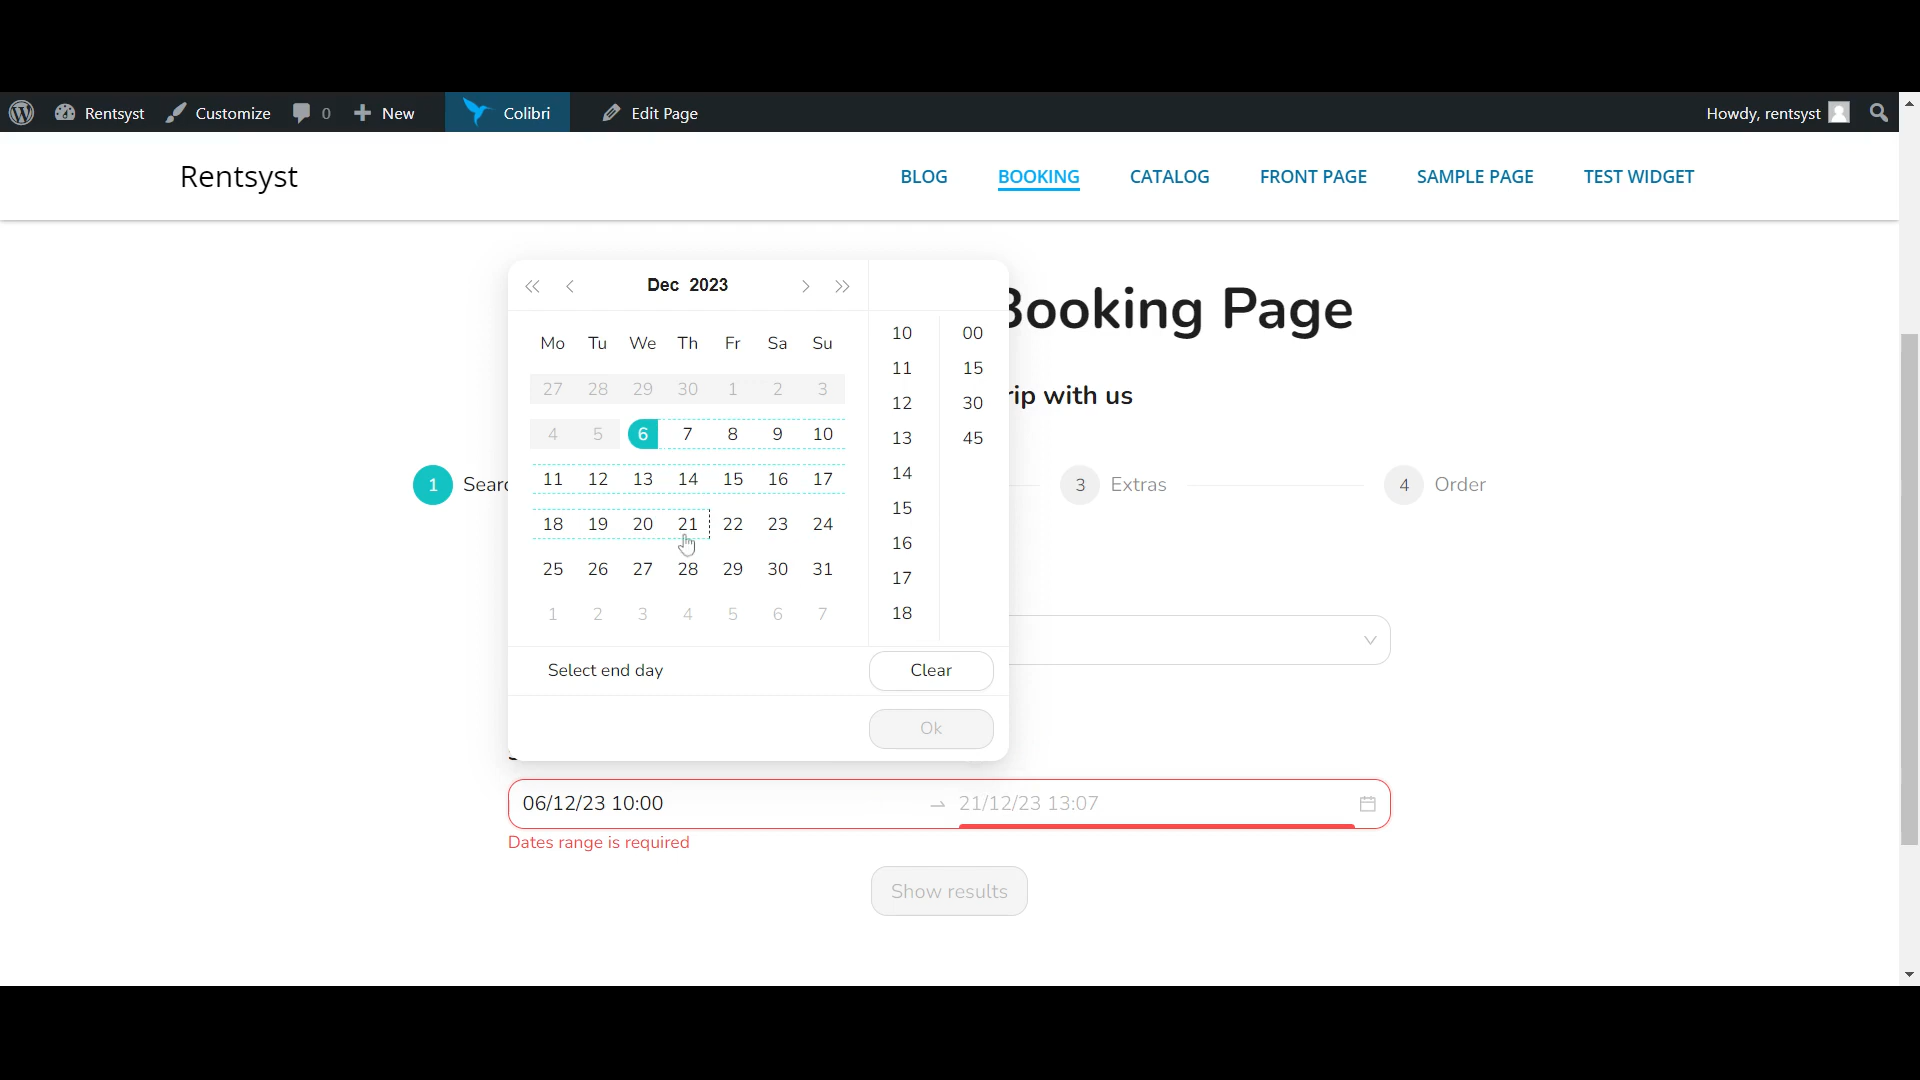 Rentsyst Customize 0 New Colibri Edit Page Howdy, rentsyst
Rentsyst BLOG BOOKING CATALOG FRONT PAGE SAMPLE PAGE TEST WIDGET
Booking Page
rip with us
1 Searc 3 Extras 4 Order
Dec 2023
Mo Tu We Th Fr Sa Su
27 28 29 30 1 2 3
4 5 6 7 8 9 10
11 12 13 14 15 16 17
18 19 20 21 22 23 24
25 26 27 28 29 30 31
1 2 3 4 5 6 7
10 00
11 15
12 30
13 45
14
15
16
17
18
Select end day Clear
Ok
06/12/23 10:00 21/12/23 13:07
Dates range is required
Show results